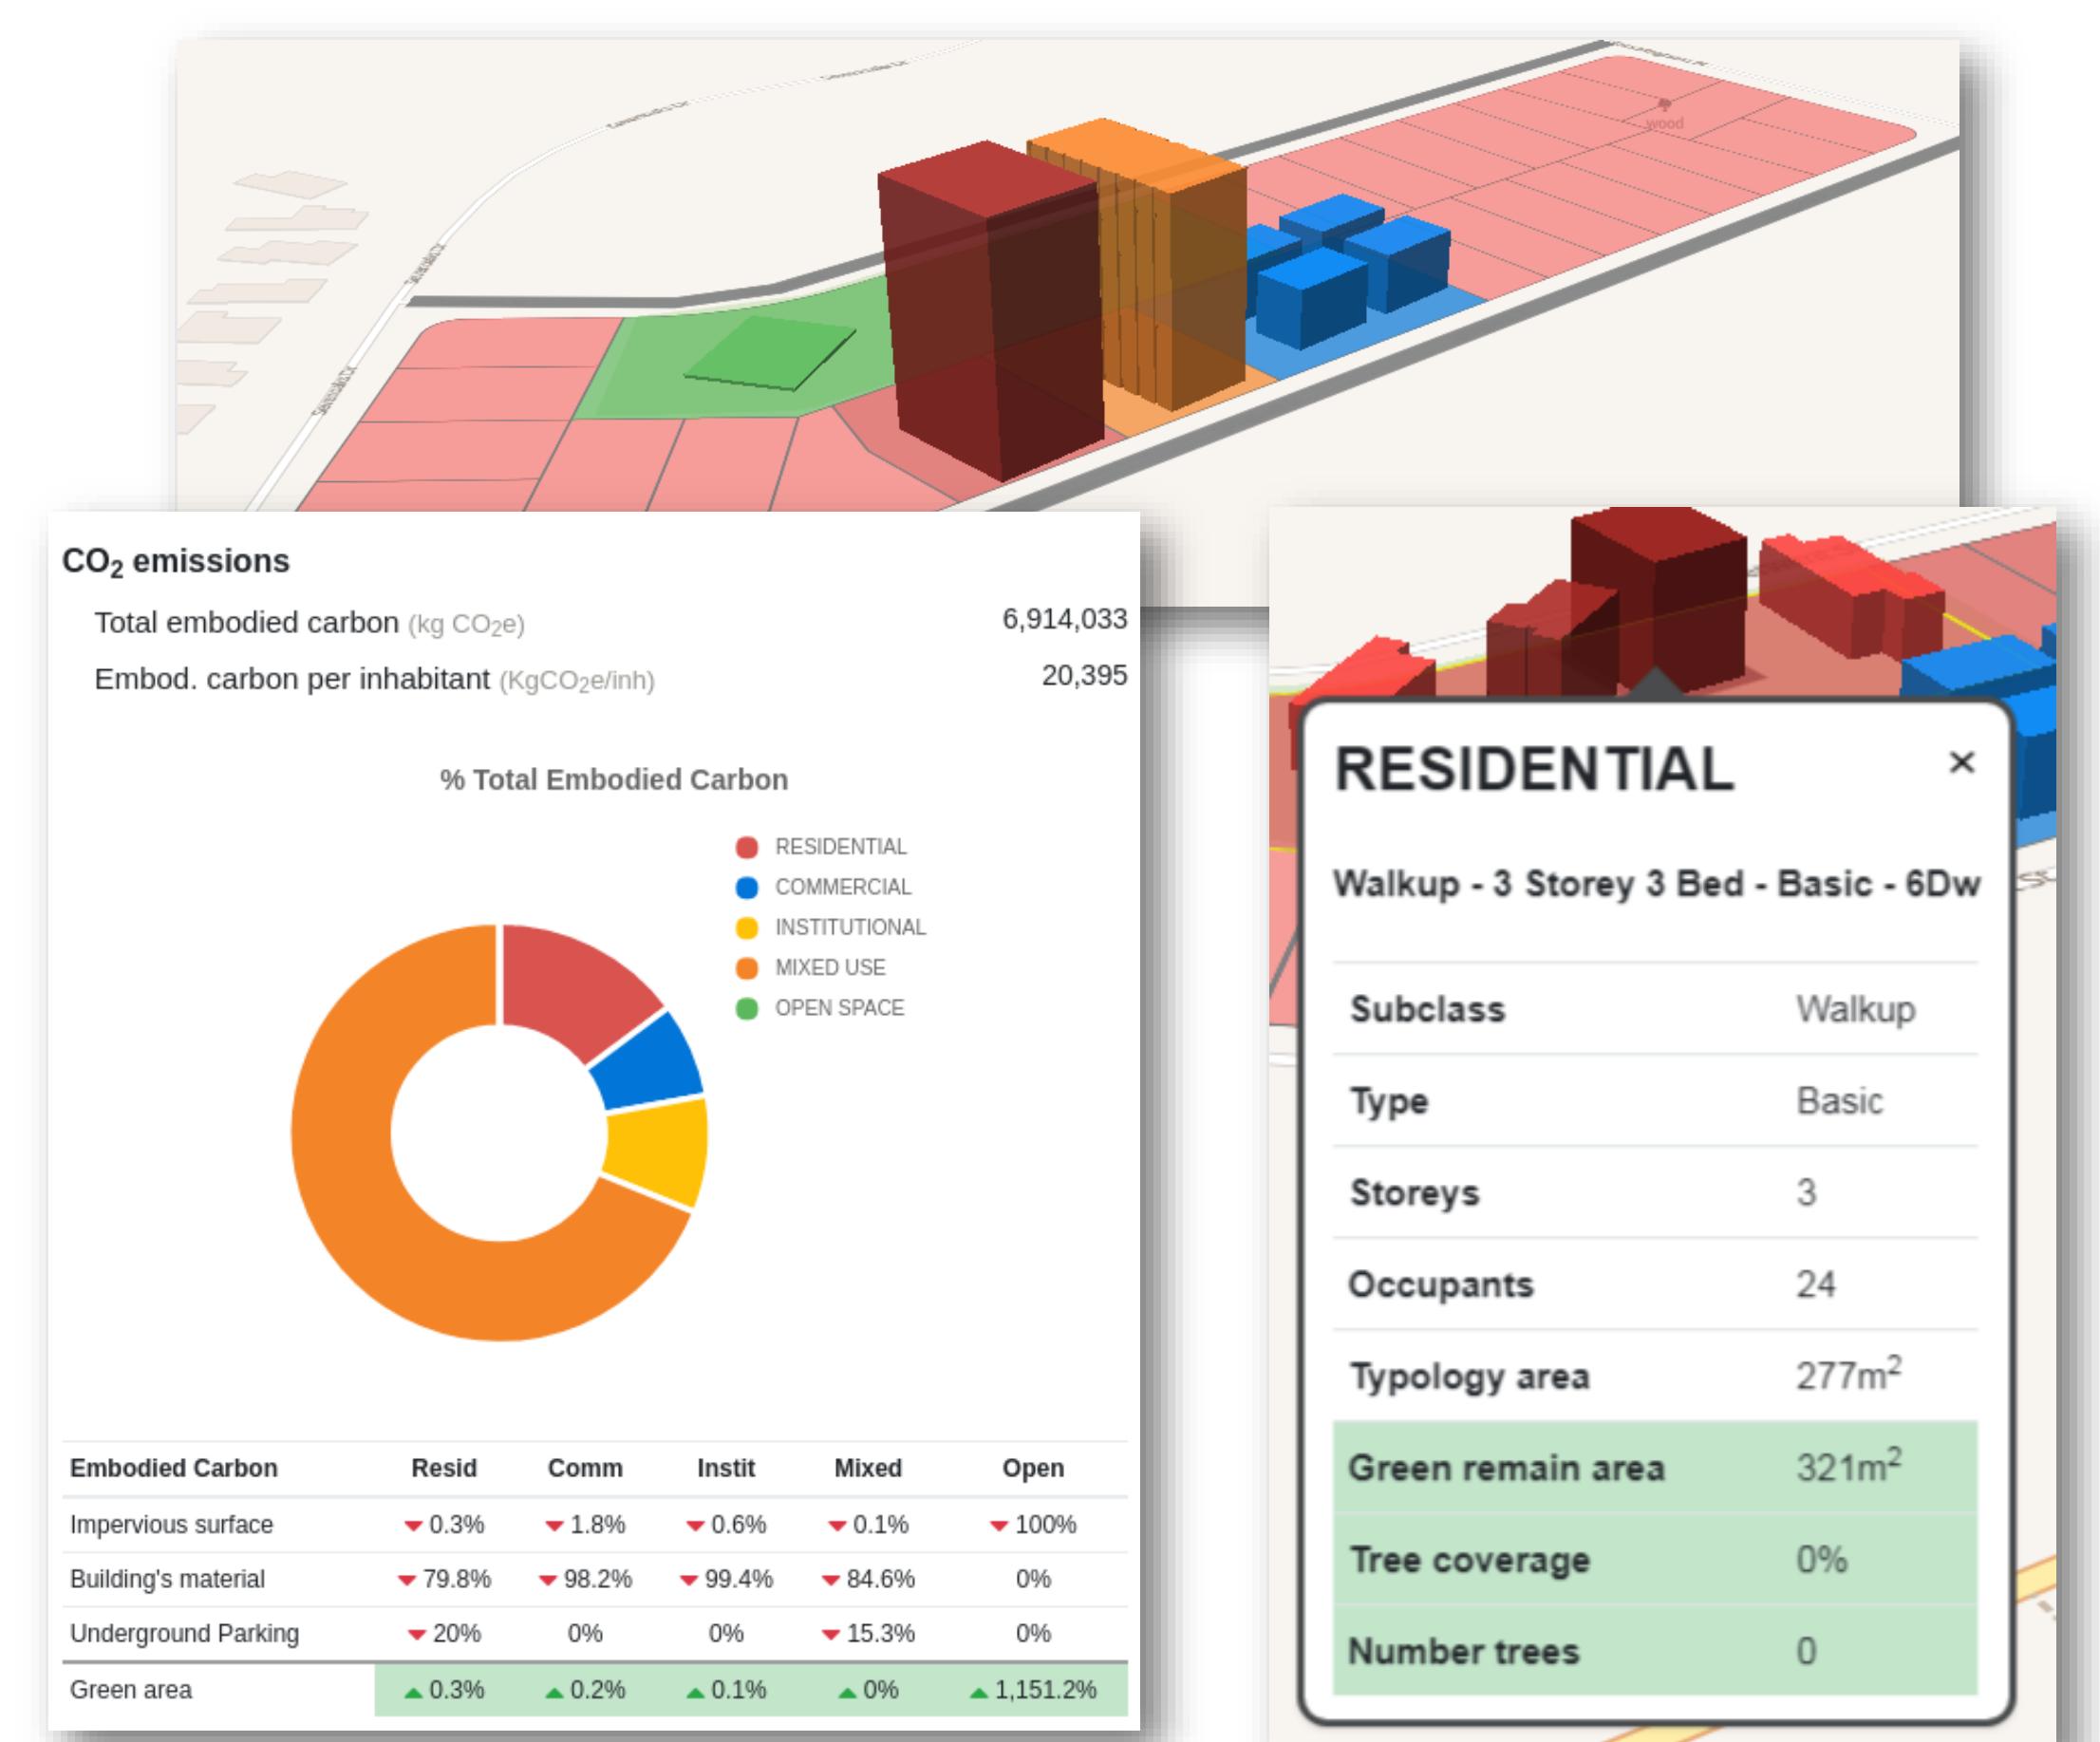 wood
CO₂ emissions
Total embodied carbon (kg CO₂e) 6,914,033
Embod. carbon per inhabitant (KgCO₂e/inh) 20,395
% Total Embodied Carbon
RESIDENTIAL
COMMERCIAL
INSTITUTIONAL
MIXED USE
OPEN SPACE
Embodied Carbon Resid Comm Instit Mixed Open
Impervious surface ▼ 0.3% ▼ 1.8% ▼ 0.6% ▼ 0.1% ▼ 100%
Building's material ▼ 79.8% ▼ 98.2% ▼ 99.4% ▼ 84.6% 0%
Underground Parking ▼ 20% 0% 0% ▼ 15.3% 0%
Green area ▲ 0.3% ▲ 0.2% ▲ 0.1% ▲ 0% ▲ 1,151.2%
RESIDENTIAL ×
Walkup - 3 Storey 3 Bed - Basic - 6Dw
Subclass Walkup
Type Basic
Storeys 3
Occupants 24
Typology area 277m²
Green remain area 321m²
Tree coverage 0%
Number trees 0